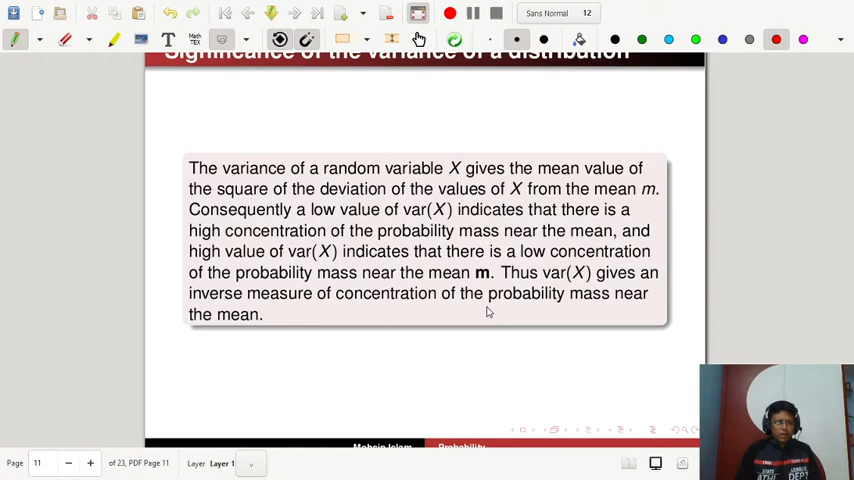 Sans Normal 12
Math
TEX
Significance of the variance of a distribution
The variance of a random variable X gives the mean value of
the square of the deviation of the values of X from the mean m.
Consequently a low value of var(X) indicates that there is a
high concentration of the probability mass near the mean, and
high value of var(X) indicates that there is a low concentration
of the probability mass near the mean m. Thus var(X) gives an
inverse measure of concentration of the probability mass near
the mean.
Mohsin Islam Probability
Page 11 of 23, PDF Page 11 Layer Layer 1